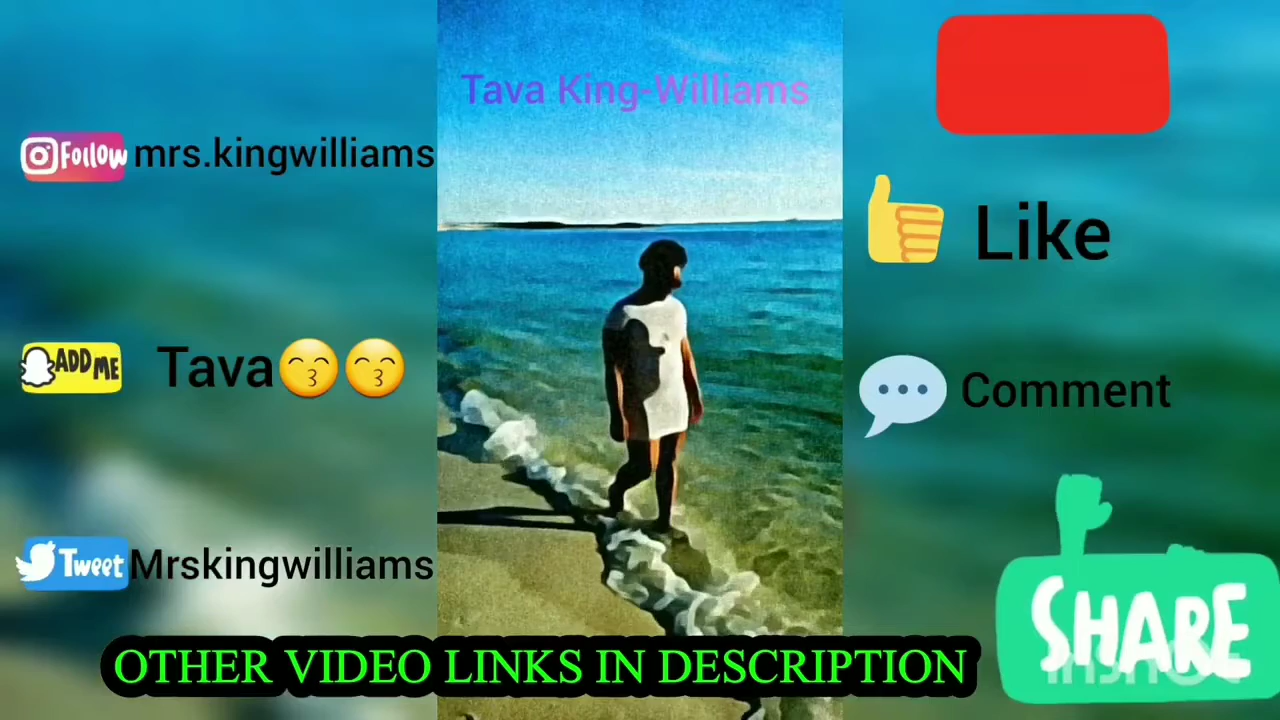 Tava King-Williams
Follow mrs.kingwilliams
Like
ADD ME Tava😙😙
Comment
Tweet Mrskingwilliams
SHARE
OTHER VIDEO LINKS IN DESCRIPTION